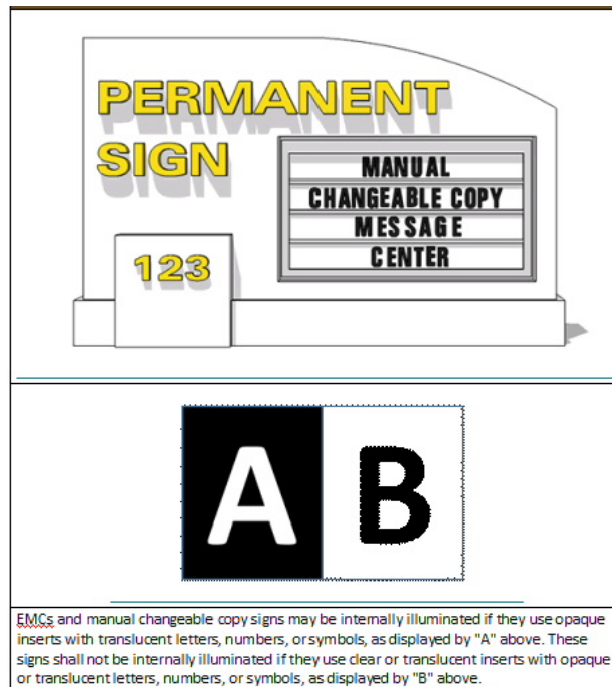 PERMANENT
SIGN
MANUAL
CHANGEABLE COPY
MESSAGE
CENTER
123
A B
EMCs and manual changeable copy signs may be internally illuminated if they use opaque
inserts with translucent letters, numbers, or symbols, as displayed by "A" above. These
signs shall not be internally illuminated if they use clear or translucent inserts with opaque
or translucent letters, numbers, or symbols, as displayed by "B" above.